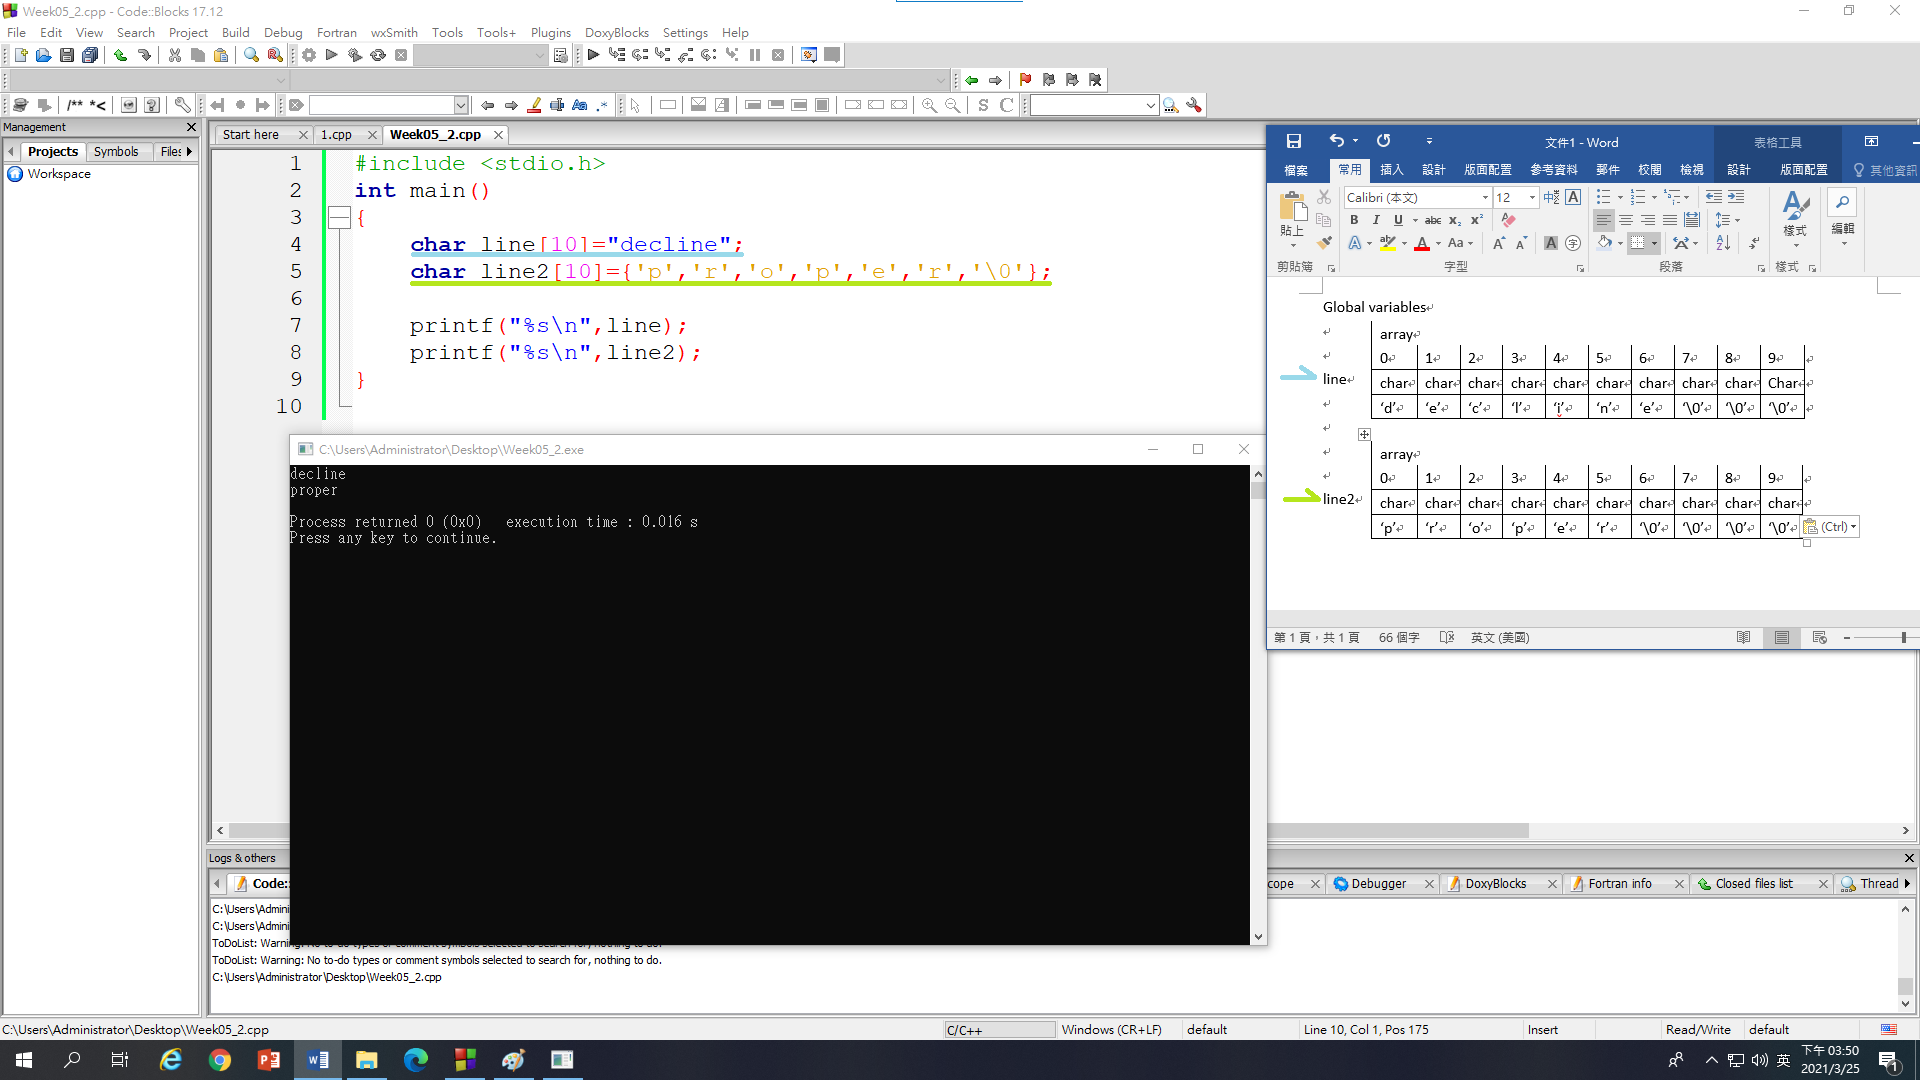 Week05_2.cpp - Code::Blocks 17.12
File Edit View Search Project Build Debug Fortran wxSmith Tools Tools+ Plugins DoxyBlocks Settings Help
/** *<
S C
Management
Projects Symbols Files
Workspace
Start here 1.cpp Week05_2.cpp
1 #include <stdio.h>
2 int main()
3 {
4 char line[10]="decline";
5 char line2[10]={'p','r','o','p','e','r','\0'};
6
7 printf("%s\n",line);
8 printf("%s\n",line2);
9 }
10
C:\Users\Administrator\Desktop\Week05_2.exe
decline
proper
Process returned 0 (0x0) execution time : 0.016 s
Press any key to continue.
文件1 - Word 表格工具
檔案 常用 插入 設計 版面配置 參考資料 郵件 校閱 檢視 設計 版面配置 其他資訊
貼上 Calibri (本文) 12 樣式 編輯
B I U abc x₂ x²
剪貼簿 字型 段落 樣式
Global variables
array
0 1 2 3 4 5 6 7 8 9
line char char char char char char char char char Char
‘d’ ‘e’ ‘c’ ‘l’ ‘i’ ‘n’ ‘e’ ‘\0’ ‘\0’ ‘\0’
array
0 1 2 3 4 5 6 7 8 9
line2 char char char char char char char char char char
‘p’ ‘r’ ‘o’ ‘p’ ‘e’ ‘r’ ‘\0’ ‘\0’ ‘\0’ ‘\0’ (Ctrl)
第 1 頁，共 1 頁 66 個字 英文 (美國)
Logs & others
Code:: cope Debugger DoxyBlocks Fortran info Closed files list Thread
C:\Users\Admini
C:\Users\Admini
ToDoList: Warning: No to-do types or comment symbols selected to search for, nothing to do.
ToDoList: Warning: No to-do types or comment symbols selected to search for, nothing to do.
C:\Users\Administrator\Desktop\Week05_2.cpp
C:\Users\Administrator\Desktop\Week05_2.cpp C/C++ Windows (CR+LF) default Line 10, Col 1, Pos 175 Insert Read/Write default
英 下午 03:50
2021/3/25 1